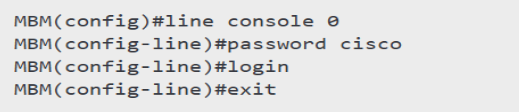 MBM(config)#line console 0
MBM(config-line)#password cisco
MBM(config-line)#login
MBM(config-line)#exit